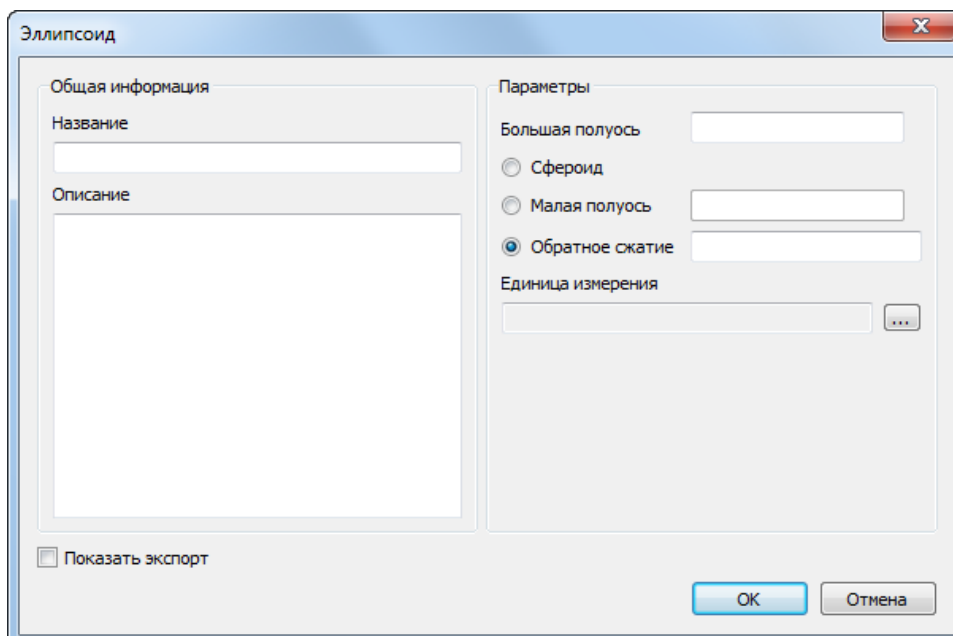 Эллипсоид
Общая информация
Название
Описание
Параметры
Большая полуось
Сфероид
Малая полуось
Обратное сжатие
Единица измерения
...
Показать экспорт
OK
Отмена